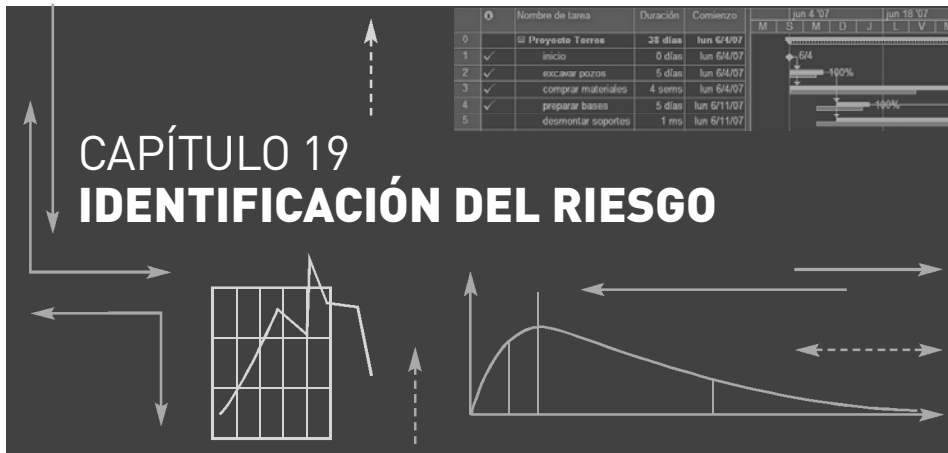 Nombre de tarea Duración Comienzo jun 4 '07 jun 18 '07
M S M D J L V
0 Proyecto Torres 38 días lun 6/4/07
1 inicio 0 días lun 6/4/07 6/4
2 excavar pozos 5 días lun 6/4/07 100%
3 comprar materiales 4 sems lun 6/4/07
4 preparar bases 5 días lun 6/11/07 100%
5 desmontar soportes 1 ms lun 6/11/07
CAPÍTULO 19
IDENTIFICACIÓN DEL RIESGO